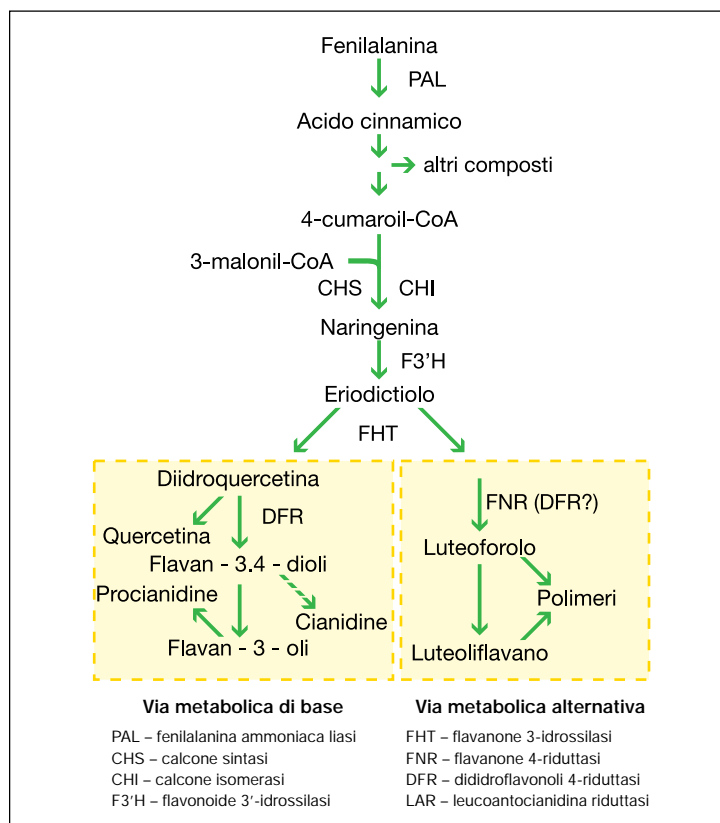 Fenilalanina
PAL
Acido cinnamico
altri composti
4-cumaroil-CoA
3-malonil-CoA
CHS CHI
Naringenina
F3'H
Eriodictiolo
FHT
Diidroquercetina
DFR
Quercetina
Flavan - 3.4 - dioli
Procianidine
Cianidine
Flavan - 3 - oli
FNR (DFR?)
Luteoforolo
Polimeri
Luteoliflavano
Via metabolica di base
PAL – fenilalanina ammoniaca liasi
CHS – calcone sintasi
CHI – calcone isomerasi
F3'H – flavonoide 3'-idrossilasi
Via metabolica alternativa
FHT – flavanone 3-idrossilasi
FNR – flavanone 4-riduttasi
DFR – dididroflavonoli 4-riduttasi
LAR – leucoantocianidina riduttasi